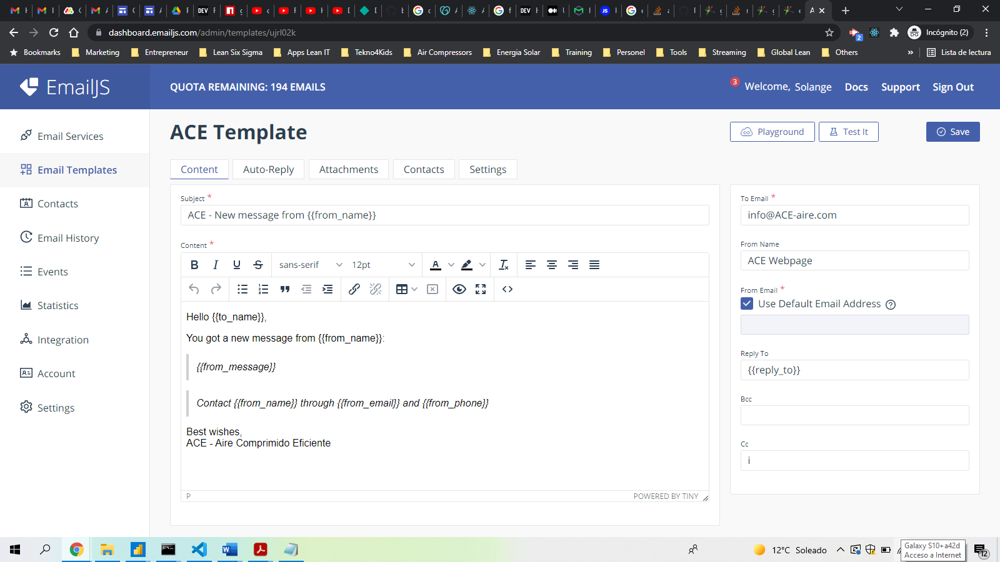 dashboard.emailjs.com/admin/templates/ujrl02k
2
Incógnito (2)
Bookmarks
Marketing
Entrepreneur
Lean Six Sigma
Apps Lean IT
Tekno4Kids
Air Compressors
Energia Solar
Training
Personel
Tools
Streaming
Global Lean
Others
»
Lista de lectura
EmailJS
QUOTA REMAINING: 194 EMAILS
3
Welcome, Solange
Docs
Support
Sign Out
Email Services
Email Templates
Contacts
Email History
Events
Statistics
Integration
Account
Settings
ACE Template
Playground
Test It
Save
Content
Auto-Reply
Attachments
Contacts
Settings
Subject *
ACE - New message from {{from_name}}
Content *
B I U S
sans-serif
12pt
Hello {{to_name}},
You got a new message from {{from_name}}:
{{from_message}}
Contact {{from_name}} through {{from_email}} and {{from_phone}}
Best wishes,
ACE - Aire Comprimido Eficiente
P
POWERED BY TINY
To Email *
info@ACE-aire.com
From Name
ACE Webpage
From Email *
Use Default Email Address
Reply To
{{reply_to}}
Bcc
Cc
i
12°C Soleado
Galaxy S10+a42d
Acceso a Internet
12